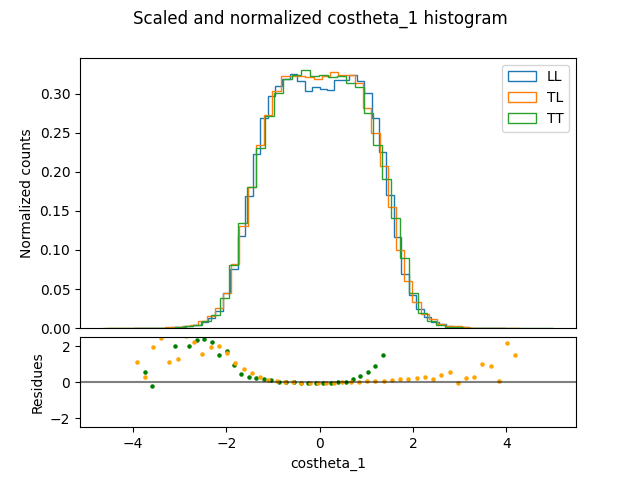 Scaled and normalized costheta_1 histogram
LL
TL
TT
Normalized counts
0.30
0.25
0.20
0.15
0.10
0.05
0.00
Residues
2
0
−2
−4
−2
0
2
4
costheta_1